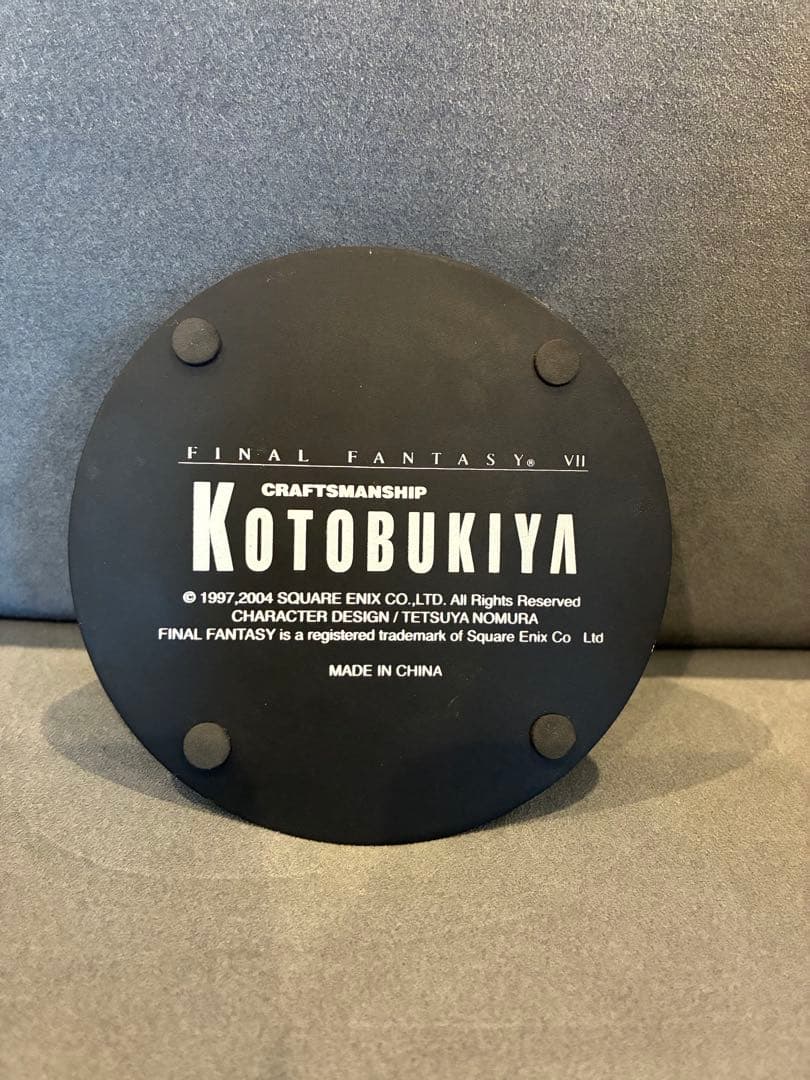 FINAL FANTASY® VII
CRAFTSMANSHIP
KOTOBUKIYA
© 1997,2004 SQUARE ENIX CO.,LTD. All Rights Reserved
CHARACTER DESIGN / TETSUYA NOMURA
FINAL FANTASY is a registered trademark of Square Enix Co Ltd
MADE IN CHINA